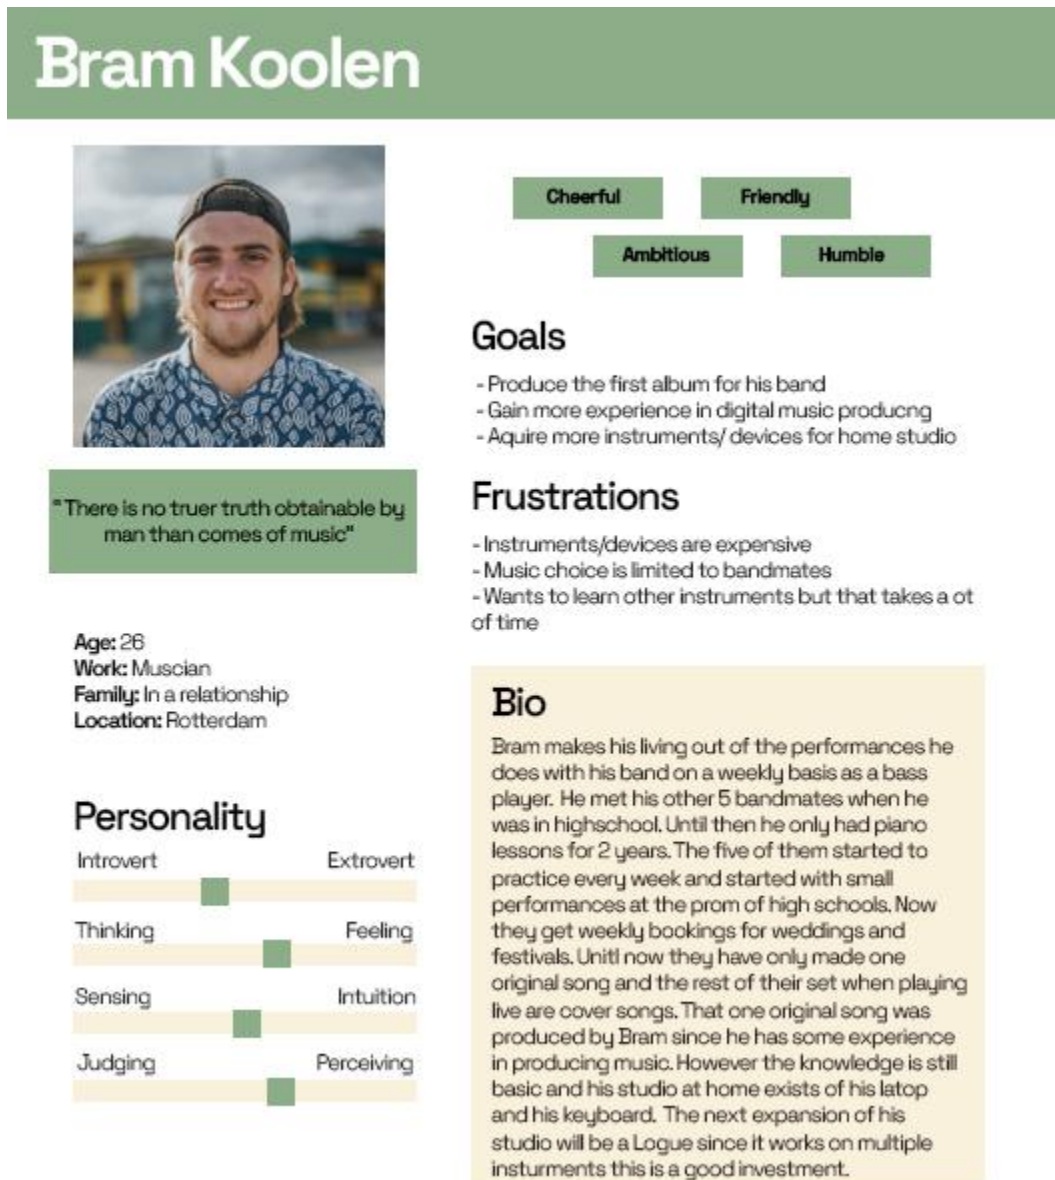 Bram Koolen
Cheerful
Friendly
Ambitious
Humble
"There is no truer truth obtainable by
man than comes of music"
Age: 26
Work: Muscian
Family: In a relationship
Location: Rotterdam
Personality
Introvert Extrovert
Thinking Feeling
Sensing Intuition
Judging Perceiving
Goals
- Produce the first album for his band
- Gain more experience in digital music producng
- Aquire more instruments/ devices for home studio
Frustrations
- Instruments/devices are expensive
- Music choice is limited to bandmates
- Wants to learn other instruments but that takes a ot
of time
Bio
Bram makes his living out of the performances he
does with his band on a weekly basis as a bass
player. He met his other 5 bandmates when he
was in highschool. Until then he only had piano
lessons for 2 years. The five of them started to
practice every week and started with small
performances at the prom of high schools. Now
they get weekly bookings for weddings and
festivals. Unitl now they have only made one
original song and the rest of their set when playing
live are cover songs. That one original song was
produced by Bram since he has some experience
in producing music. However the knowledge is still
basic and his studio at home exists of his latop
and his keyboard. The next expansion of his
studio will be a Logue since it works on multiple
insturments this is a good investment.